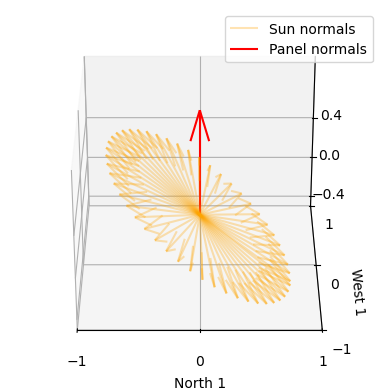 Sun normals
Panel normals
0.4
0.0
−0.4
1
0
−1
West 1
−1
0
1
North 1